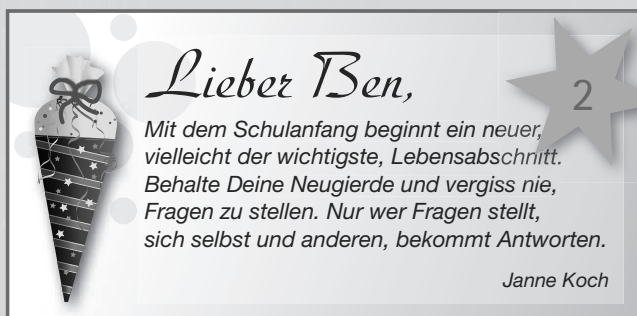 Lieber Ben,
2
Mit dem Schulanfang beginnt ein neuer,
vielleicht der wichtigste, Lebensabschnitt.
Behalte Deine Neugierde und vergiss nie,
Fragen zu stellen. Nur wer Fragen stellt,
sich selbst und anderen, bekommt Antworten.
Janne Koch